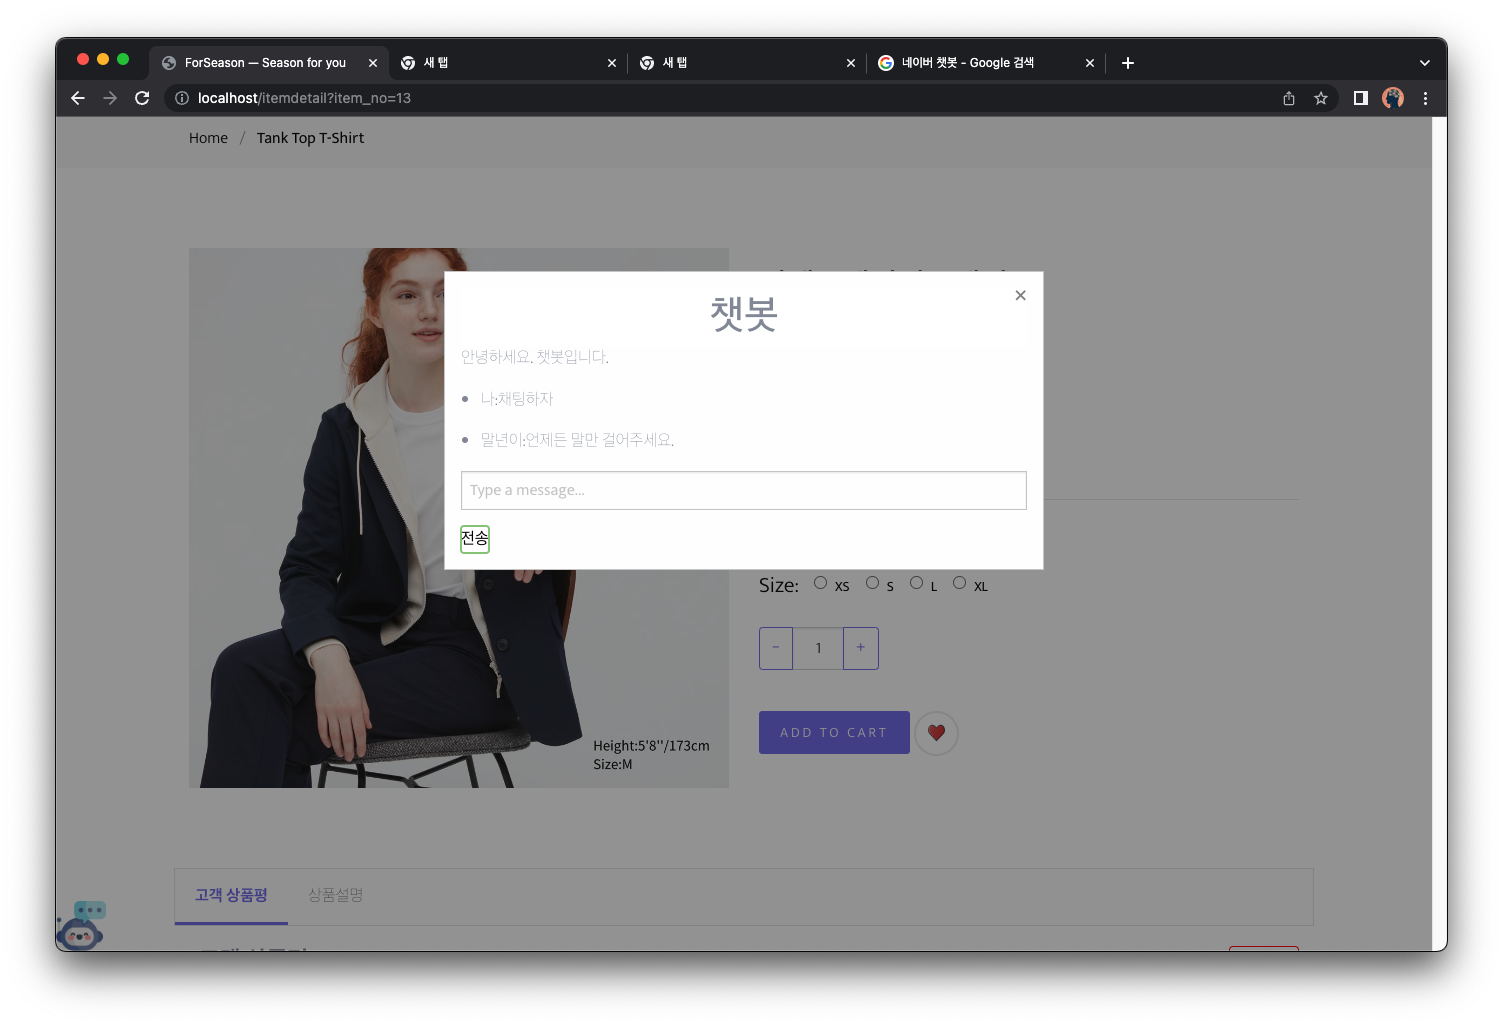 ForSeason — Season for you
새 탭
새 탭
네이버 챗봇 - Google 검색
localhost/itemdetail?item_no=13
Home / Tank Top T-Shirt
챗봇
안녕하세요. 챗봇입니다.
나:채팅하자
말년이:언제든 말만 걸어주세요.
Type a message...
전송
Size: XS S L XL
- 1 +
ADD TO CART
Height:5'8''/173cm
Size:M
고객 상품평 상품설명